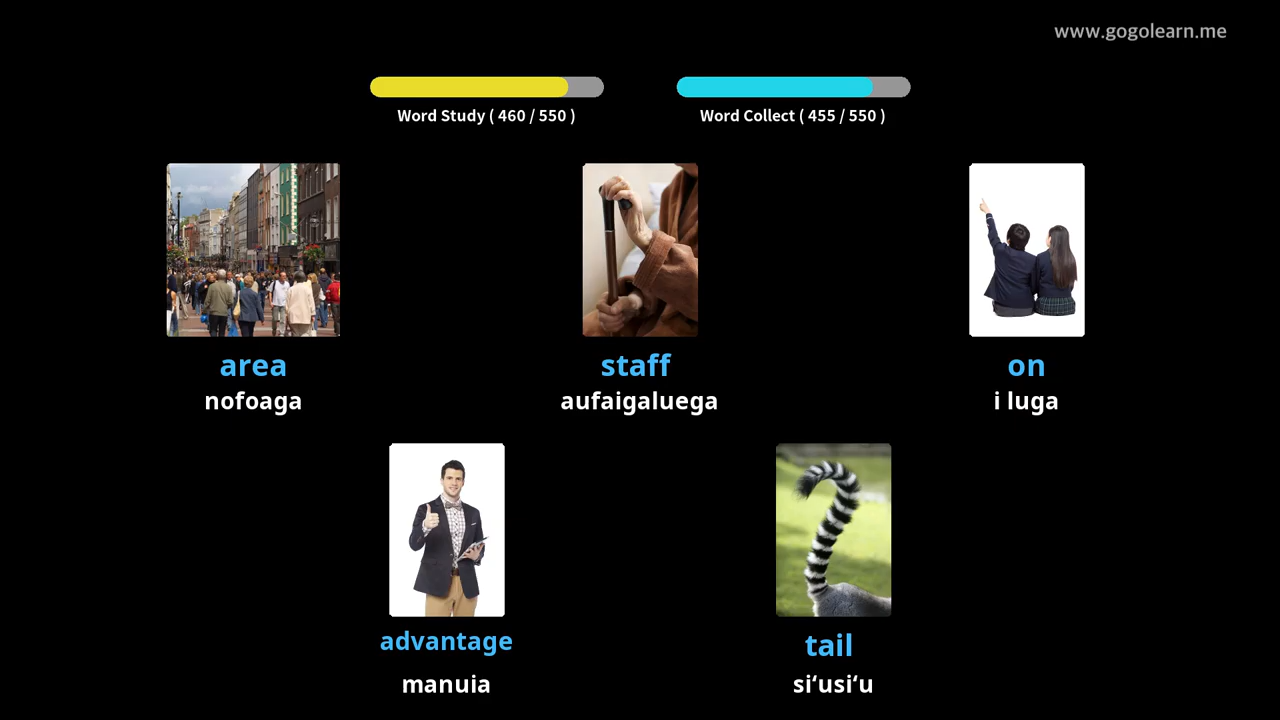 www.gogolearn.me
Word Study ( 460 / 550 )
Word Collect ( 455 / 550 )
area
nofoaga
staff
aufaigaluega
on
i luga
advantage
manuia
tail
si‘usi‘u